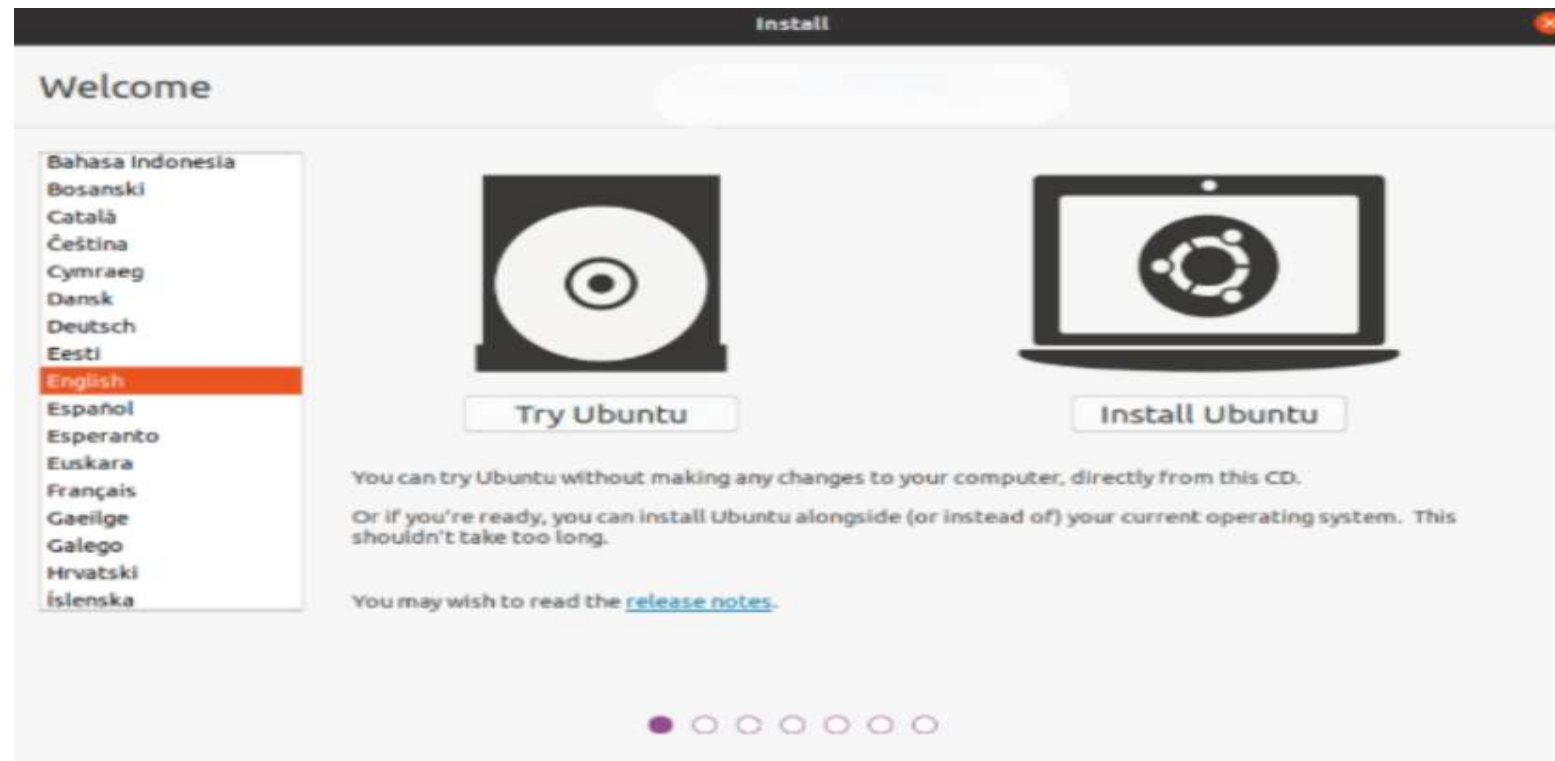 Install
Welcome
Bahasa Indonesia
Bosanski
Català
Čeština
Cymraeg
Dansk
Deutsch
Eesti
English
Español
Esperanto
Euskara
Français
Gaeilge
Galego
Hrvatski
Íslenska
Try Ubuntu
Install Ubuntu
You can try Ubuntu without making any changes to your computer, directly from this CD.
Or if you're ready, you can install Ubuntu alongside (or instead of) your current operating system. This
shouldn't take too long.
You may wish to read the release notes.